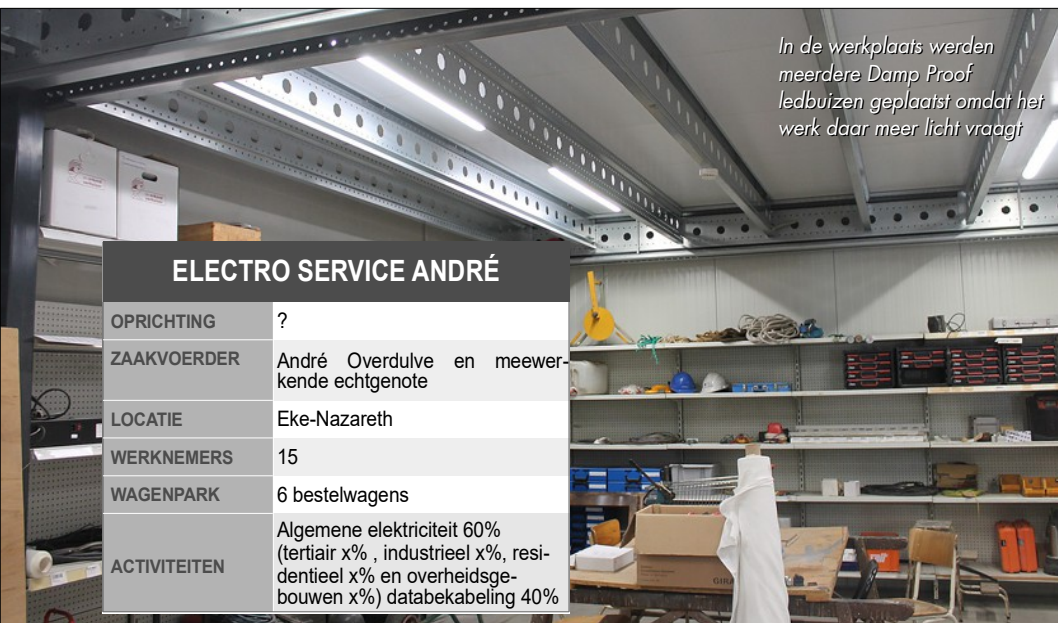 In de werkplaats werden
meerdere Damp Proof
ledbuizen geplaatst omdat het
werk daar meer licht vraagt
ELECTRO SERVICE ANDRÉ
OPRICHTING ?
ZAAKVOERDER André Overdulve en meewer-
kende echtgenote
LOCATIE Eke-Nazareth
WERKNEMERS 15
WAGENPARK 6 bestelwagens
ACTIVITEITEN Algemene elektriciteit 60%
(tertiair x% , industrieel x%, resi-
dentieel x% en overheidsge-
bouwen x%) databekabeling 40%